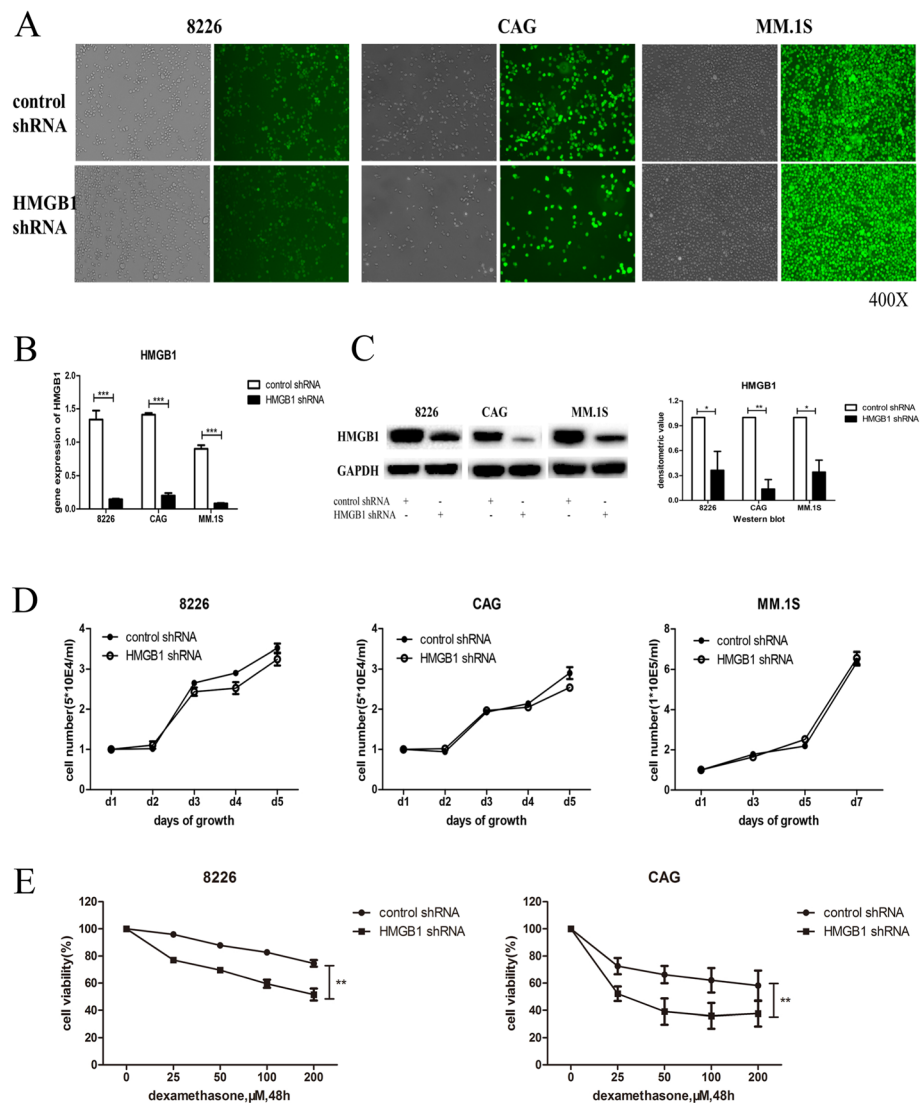 A
8226
CAG
MM.1S
control
shRNA
HMGB1
shRNA
400X
B
HMGB1
gene expression of HMGB1
2.0
1.5
1.0
0.5
0.0
***
***
***
8226
CAG
MM.1S
control shRNA
HMGB1 shRNA
C
8226
CAG
MM.1S
HMGB1
GAPDH
control shRNA + - + - + -
HMGB1 shRNA - + - + - +
HMGB1
densitometric value
1.2
0.9
0.6
0.3
0.0
*
**
*
8226
CAG
MM.1S
Western blot
control shRNA
HMGB1 shRNA
D
8226
cell number(5*10E4/ml)
4
3
2
1
0
control shRNA
HMGB1 shRNA
d1 d2 d3 d4 d5
days of growth
CAG
cell number(5*10E4/ml)
4
3
2
1
0
control shRNA
HMGB1 shRNA
d1 d2 d3 d4 d5
days of growth
MM.1S
cell number(1*10E5/ml)
8
6
4
2
0
control shRNA
HMGB1 shRNA
d1 d3 d5 d7
days of growth
E
8226
cell viability(%)
120
100
80
60
40
20
0
control shRNA
HMGB1 shRNA
**
0 25 50 100 200
dexamethasone,μM,48h
CAG
cell viability(%)
120
100
80
60
40
20
0
control shRNA
HMGB1 shRNA
**
0 25 50 100 200
dexamethasone,μM,48h